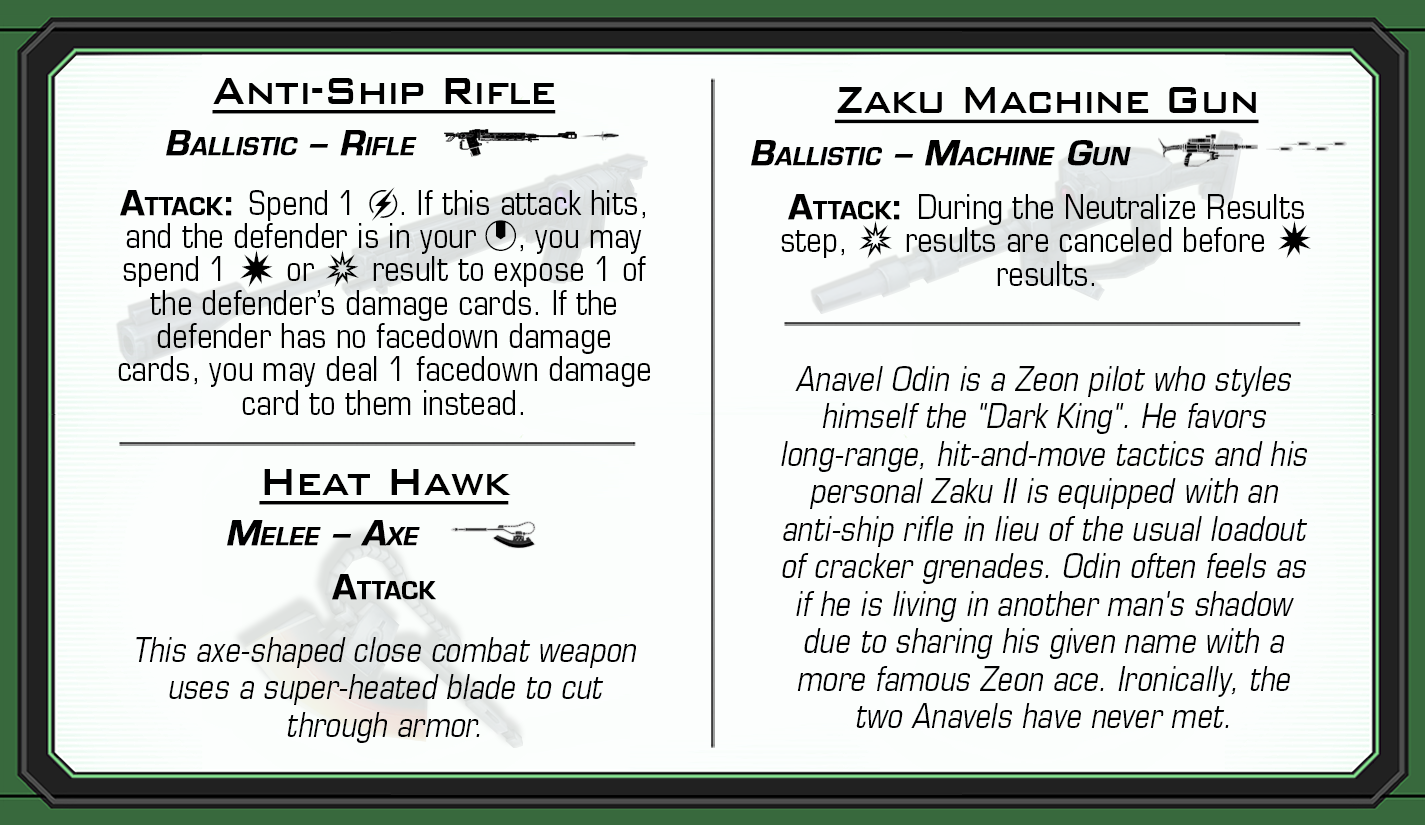 Anti-Ship Rifle
Ballistic – Rifle
Attack: Spend 1 . If this attack hits,
and the defender is in your , you may
spend 1 or result to expose 1 of
the defender's damage cards. If the
defender has no facedown damage
cards, you may deal 1 facedown damage
card to them instead.
Heat Hawk
Melee – Axe
Attack
This axe-shaped close combat weapon
uses a super-heated blade to cut
through armor.
Zaku Machine Gun
Ballistic – Machine Gun
Attack: During the Neutralize Results
step, results are canceled before
results.
Anavel Odin is a Zeon pilot who styles
himself the "Dark King". He favors
long-range, hit-and-move tactics and his
personal Zaku II is equipped with an
anti-ship rifle in lieu of the usual loadout
of cracker grenades. Odin often feels as
if he is living in another man's shadow
due to sharing his given name with a
more famous Zeon ace. Ironically, the
two Anavels have never met.